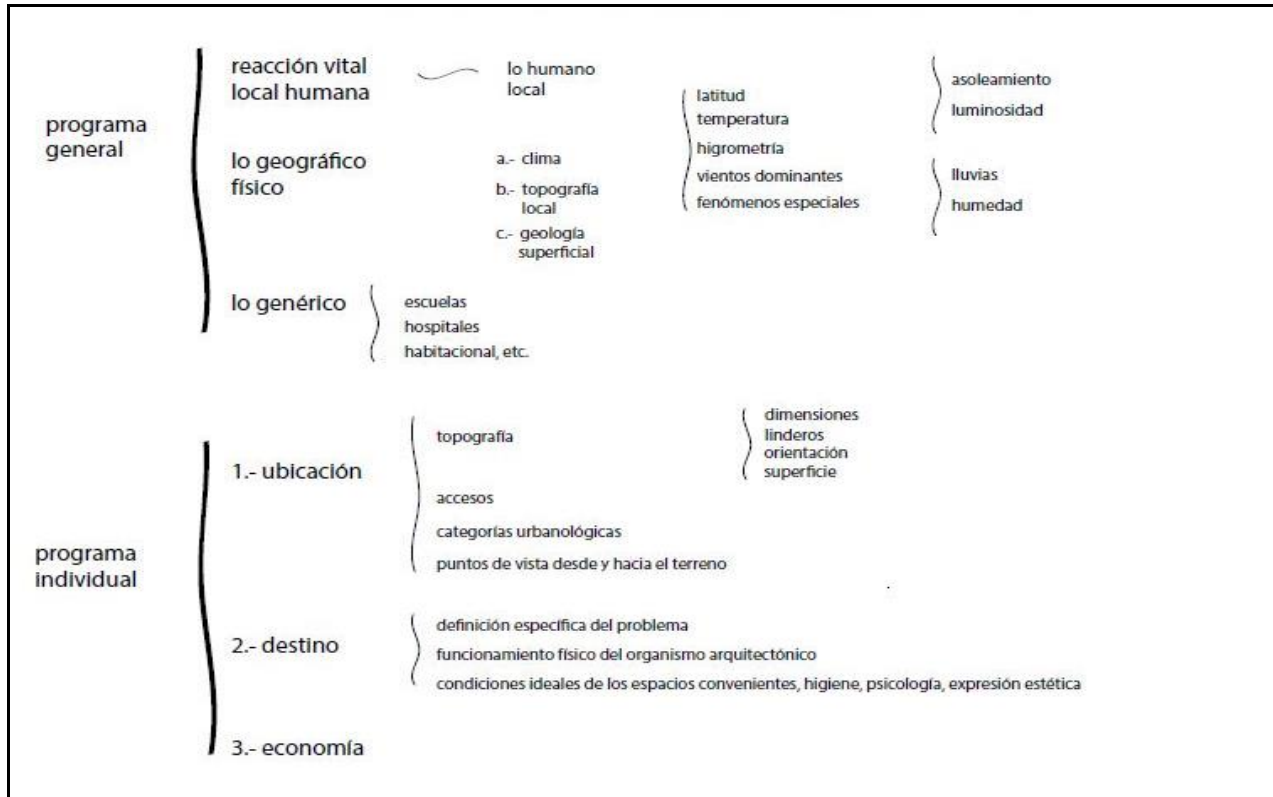 programa
general
reacción vital
local humana
lo humano
local
lo geográfico
físico
a.- clima
b.- topografía
local
c.- geología
superficial
latitud
temperatura
higrometría
vientos dominantes
fenómenos especiales
asoleamiento
luminosidad
lluvias
humedad
lo genérico
escuelas
hospitales
habitacional, etc.
programa
individual
1.- ubicación
topografía
dimensiones
linderos
orientación
superficie
accesos
categorías urbanológicas
puntos de vista desde y hacia el terreno
2.- destino
definición específica del problema
funcionamiento físico del organismo arquitectónico
condiciones ideales de los espacios convenientes, higiene, psicología, expresión estética
3.- economía